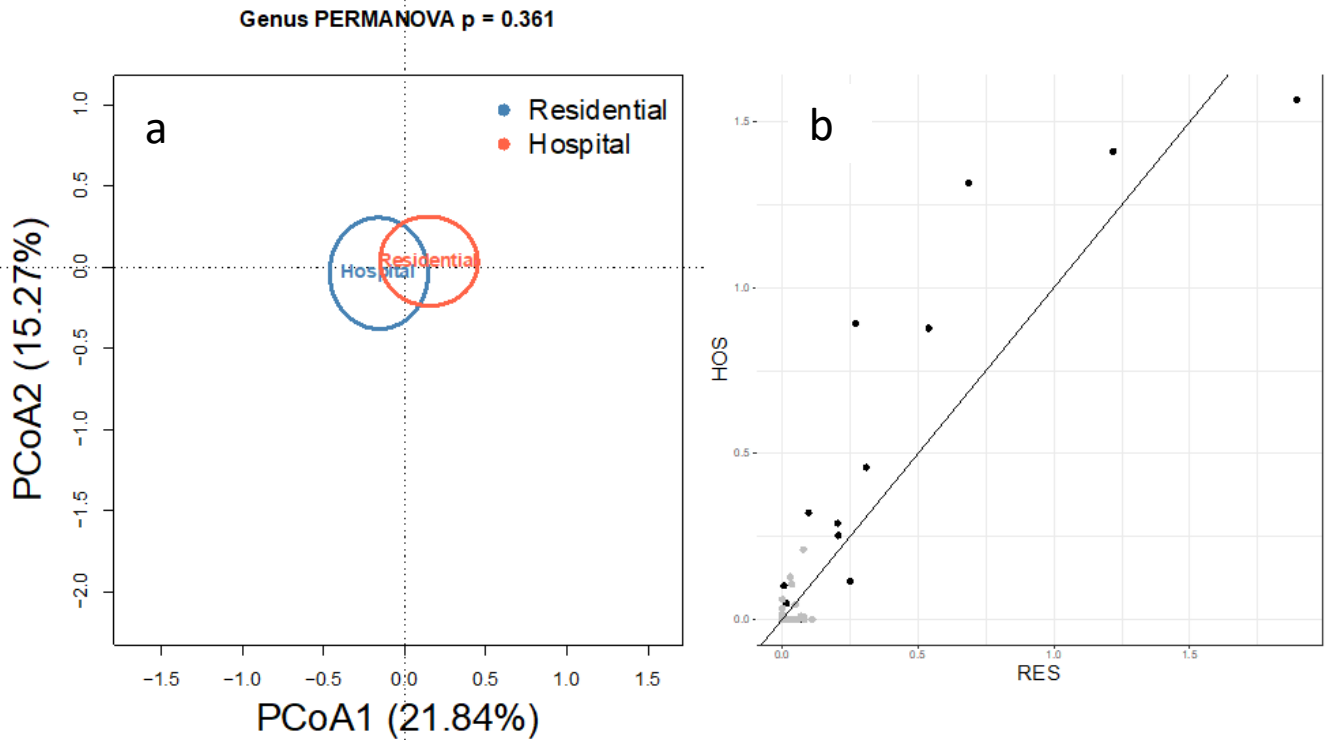 Genus PERMANOVA p = 0.361
a
Residential
Hospital
1.0
0.5
0.0
−0.5
−1.0
−1.5
−2.0
PCoA2 (15.27%)
Residential
Hospital
−1.5
−1.0
−0.5
0.0
0.5
1.0
1.5
PCoA1 (21.84%)
b
1.5
1.0
0.5
0.0
HOS
0.0
0.5
1.0
1.5
RES